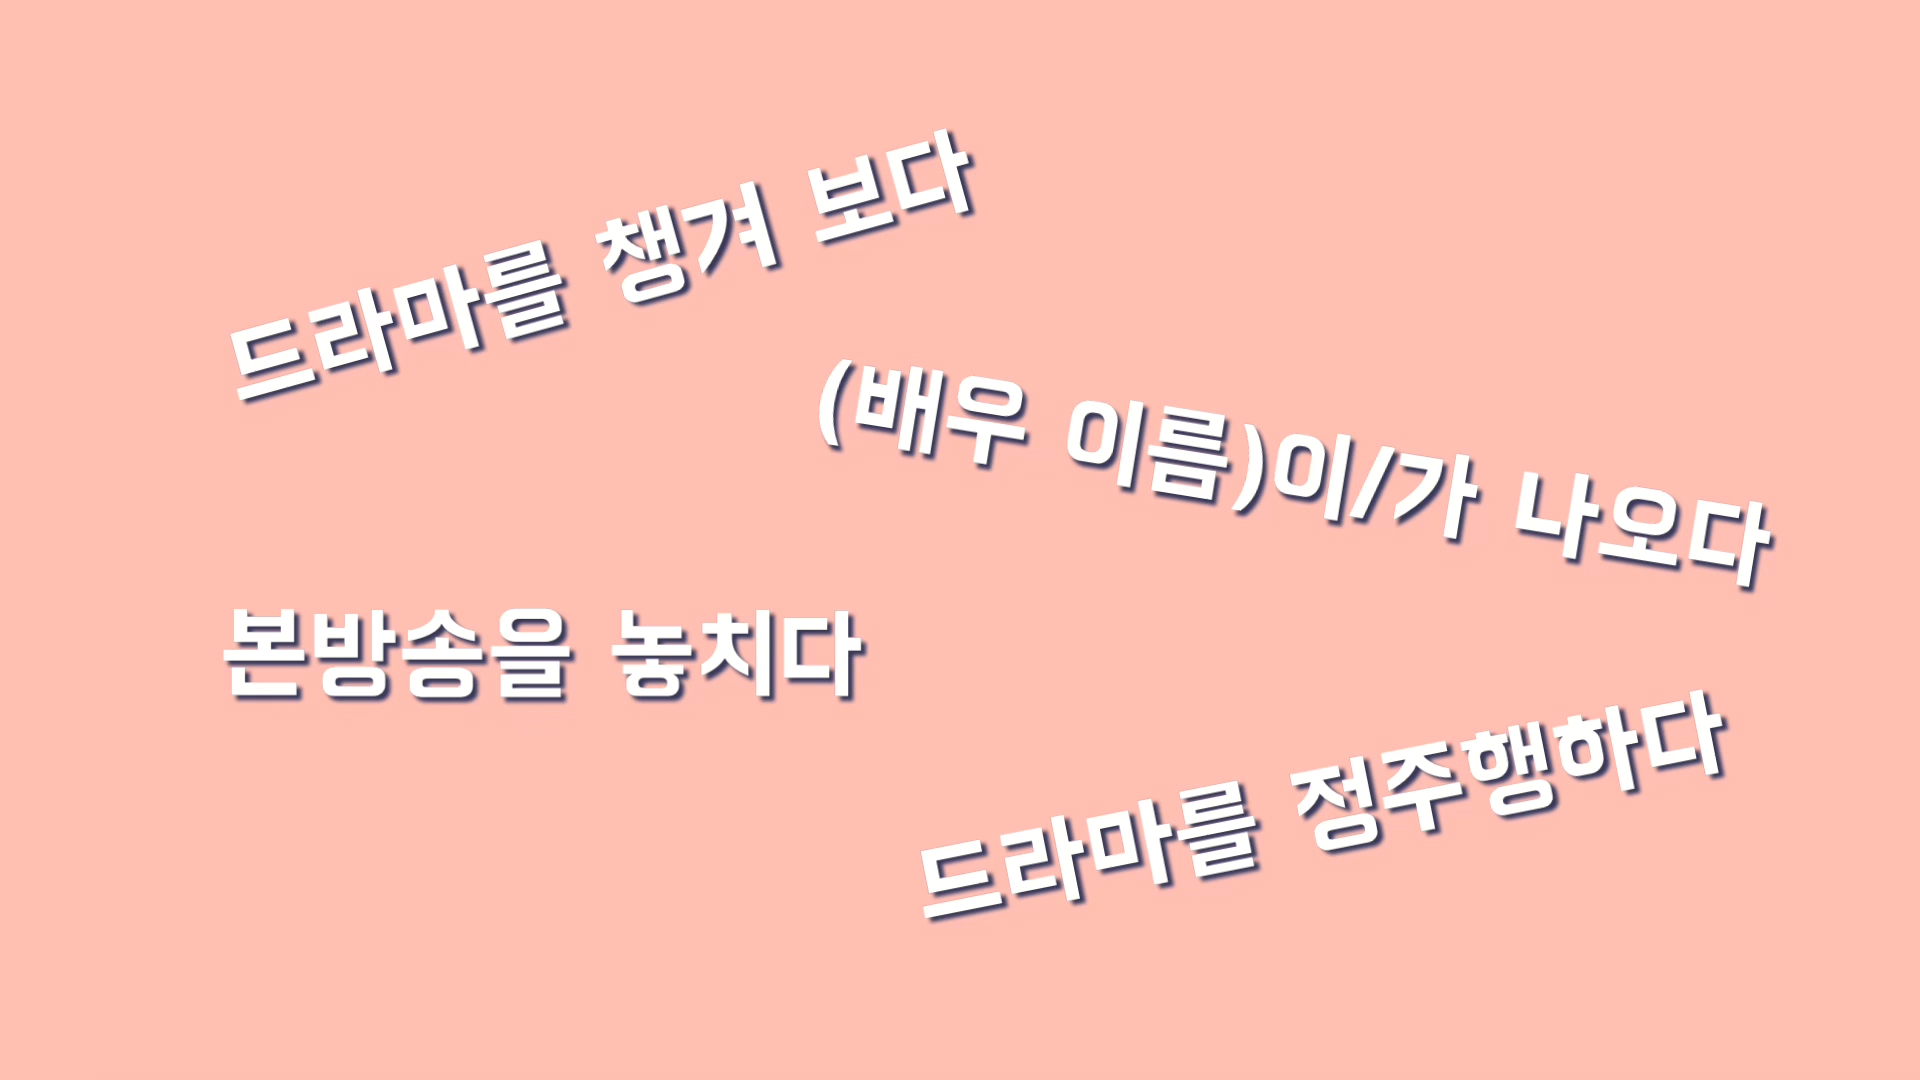 드라마를 챙겨 보다
(배우 이름)이/가 나오다
본방송을 놓치다
드라마를 정주행하다